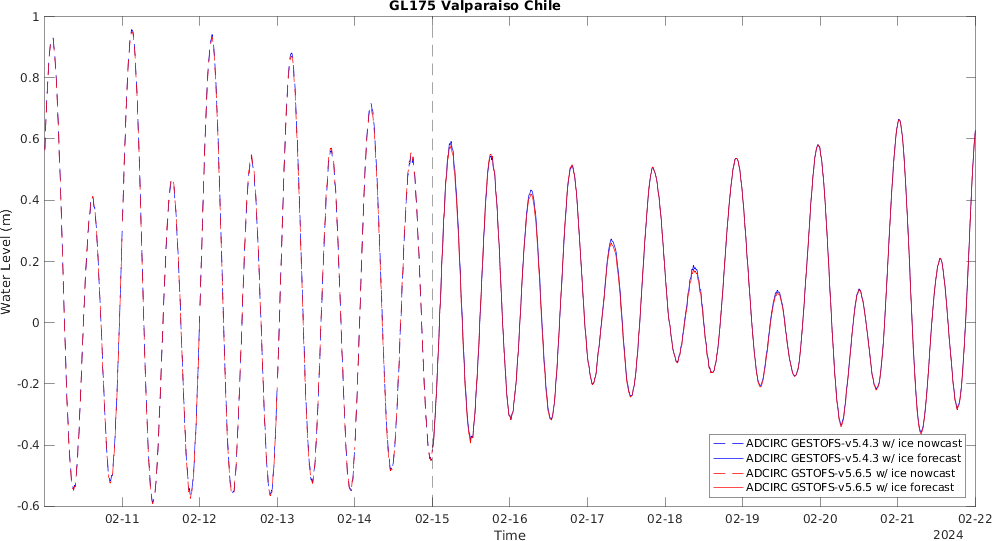 GL175 Valparaiso Chile
1
0.8
0.6
0.4
0.2
0
-0.2
-0.4
-0.6
Water Level (m)
ADCIRC GESTOFS-v5.4.3 w/ ice nowcast
ADCIRC GESTOFS-v5.4.3 w/ ice forecast
ADCIRC GSTOFS-v5.6.5 w/ ice nowcast
ADCIRC GSTOFS-v5.6.5 w/ ice forecast
02-11 02-12 02-13 02-14 02-15 02-16 02-17 02-18 02-19 02-20 02-21 02-22
Time
2024